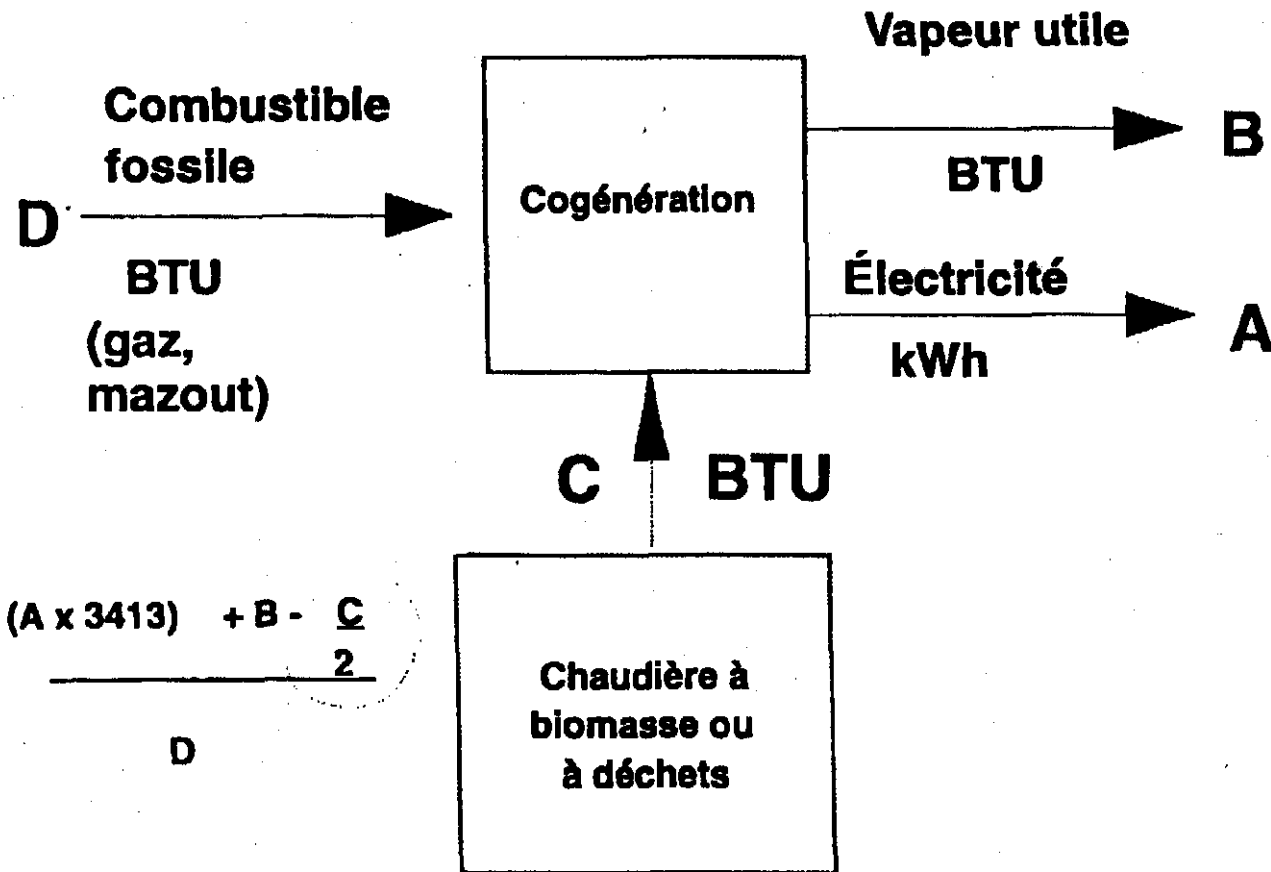 Vapeur utile
Combustible
fossile
D
BTU
(gaz,
mazout)
Cogénération
B
BTU
Électricité
A
kWh
C BTU
(A x 3413) + B - C
2
D
Chaudière à
biomasse ou
à déchets